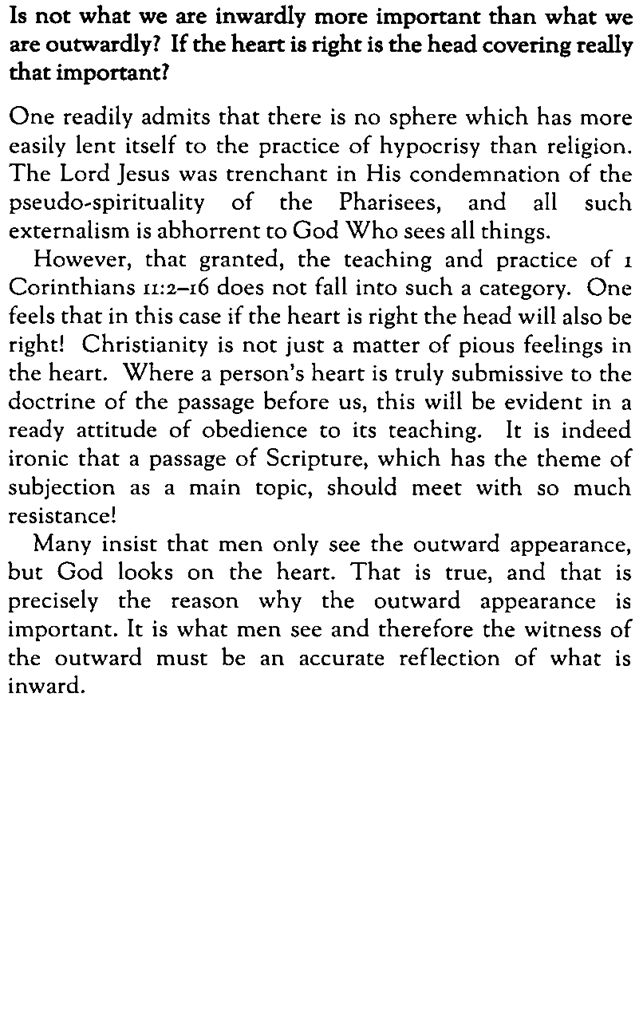 Is not what we are inwardly more important than what we
are outwardly? If the heart is right is the head covering really
that important?
One readily admits that there is no sphere which has more
easily lent itself to the practice of hypocrisy than religion.
The Lord Jesus was trenchant in His condemnation of the
pseudo-spirituality of the Pharisees, and all such
externalism is abhorrent to God Who sees all things.
However, that granted, the teaching and practice of 1
Corinthians 11:2–16 does not fall into such a category. One
feels that in this case if the heart is right the head will also be
right! Christianity is not just a matter of pious feelings in
the heart. Where a person's heart is truly submissive to the
doctrine of the passage before us, this will be evident in a
ready attitude of obedience to its teaching. It is indeed
ironic that a passage of Scripture, which has the theme of
subjection as a main topic, should meet with so much
resistance!
Many insist that men only see the outward appearance,
but God looks on the heart. That is true, and that is
precisely the reason why the outward appearance is
important. It is what men see and therefore the witness of
the outward must be an accurate reflection of what is
inward.